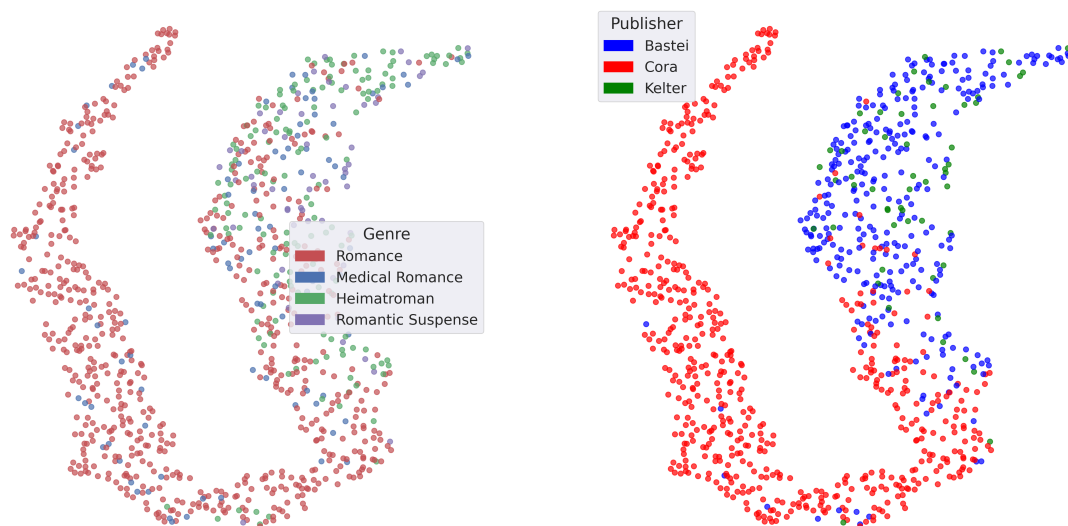 Genre
Romance
Medical Romance
Heimatroman
Romantic Suspense
Publisher
Bastei
Cora
Kelter